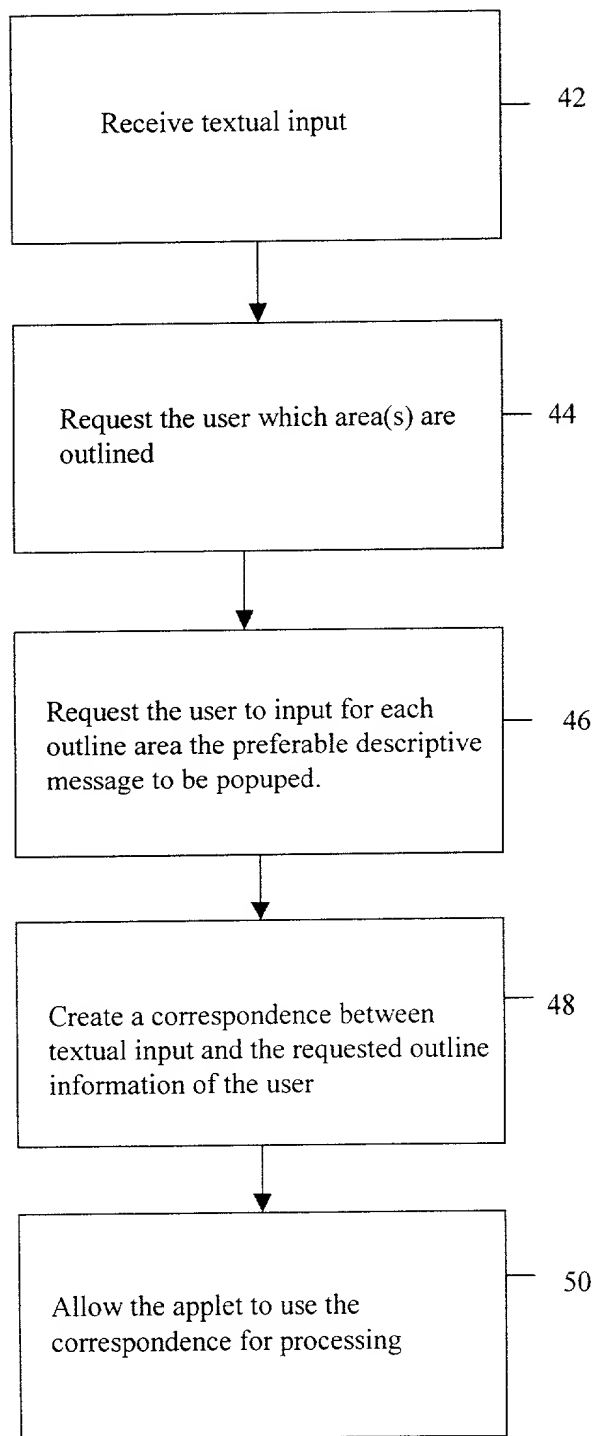 Receive textual input
42
Request the user which area(s) are
outlined
44
Request the user to input for each
outline area the preferable descriptive
message to be popuped.
46
Create a correspondence between
textual input and the requested outline
information of the user
48
Allow the applet to use the
correspondence for processing
50